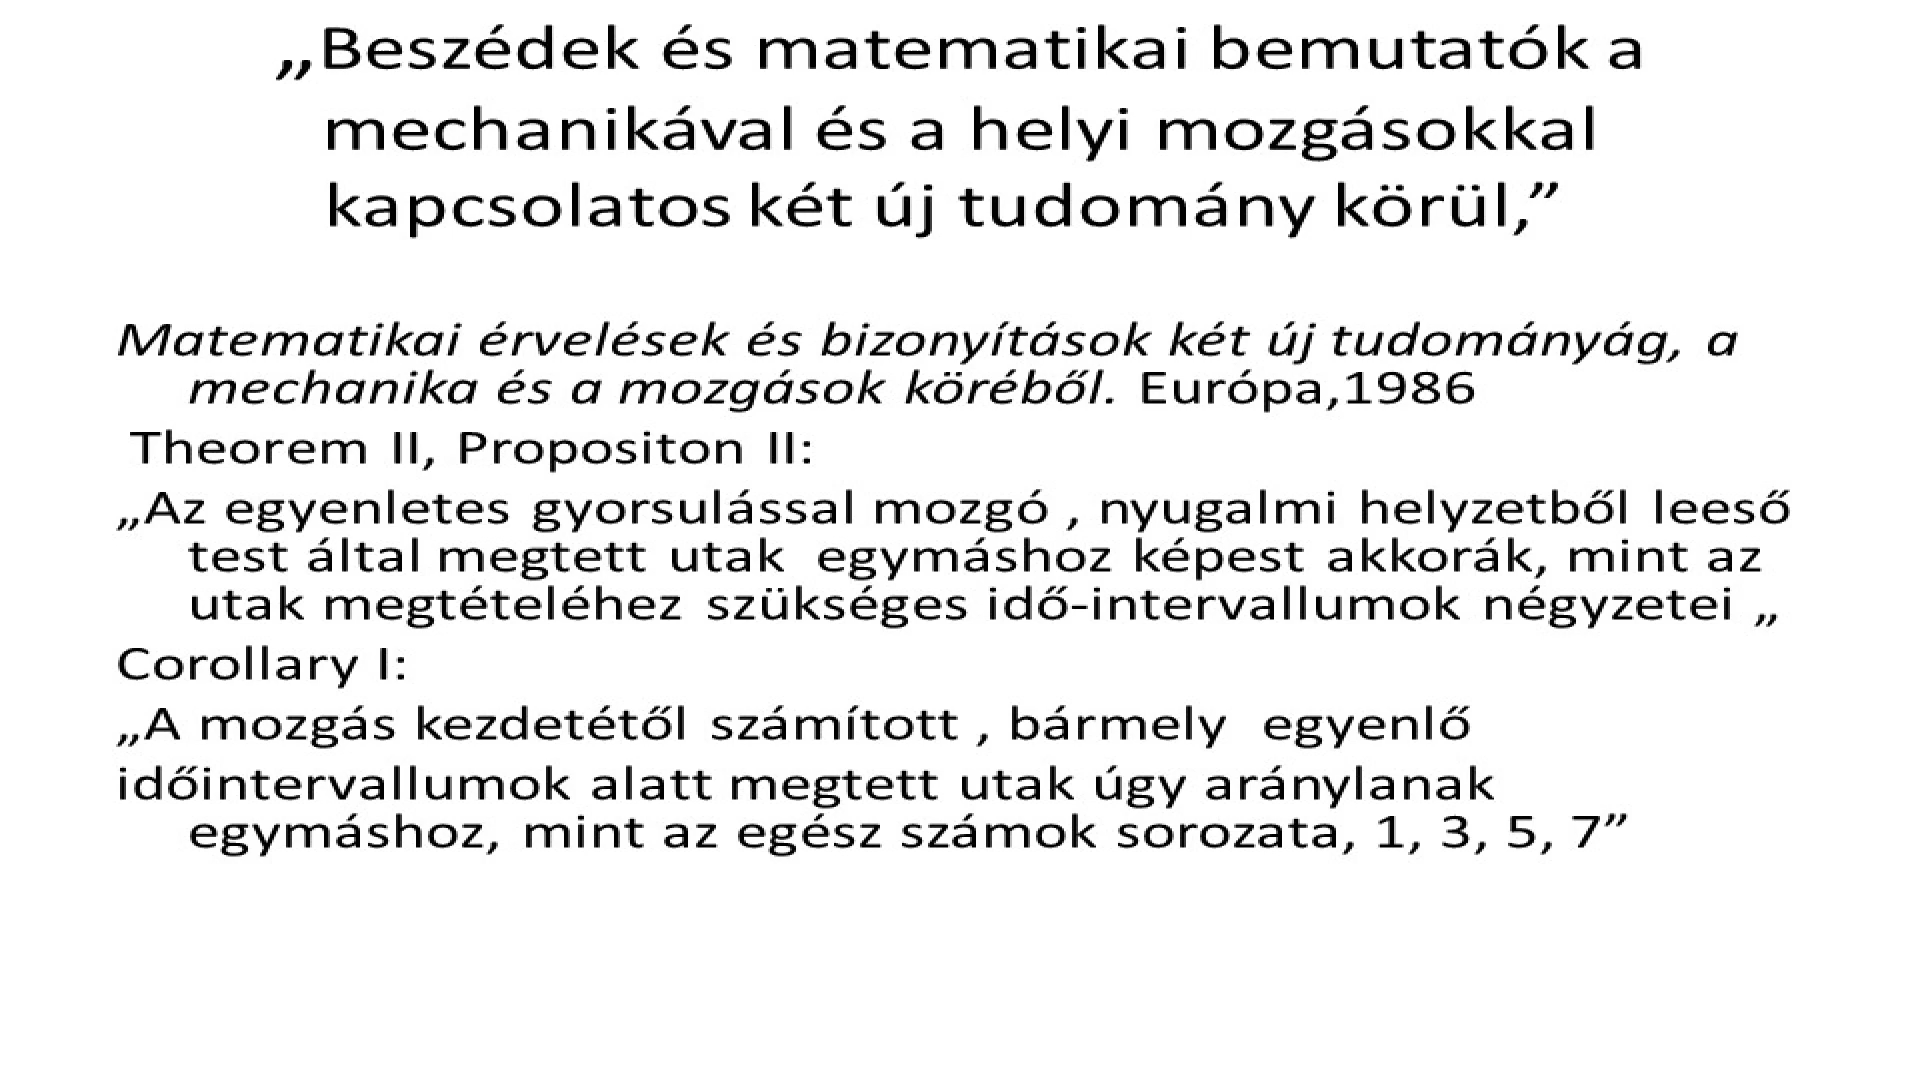 „Beszédek és matematikai bemutatók a
mechanikával és a helyi mozgásokkal
kapcsolatos két új tudomány körül,”
Matematikai érvelések és bizonyítások két új tudományág, a
mechanika és a mozgások köréből. Európa,1986
Theorem II, Propositon II:
„Az egyenletes gyorsulással mozgó , nyugalmi helyzetből leeső
test által megtett utak egymáshoz képest akkorák, mint az
utak megtételéhez szükséges idő-intervallumok négyzetei „
Corollary I:
„A mozgás kezdetétől számított , bármely egyenlő
időintervallumok alatt megtett utak úgy aránylanak
egymáshoz, mint az egész számok sorozata, 1, 3, 5, 7”